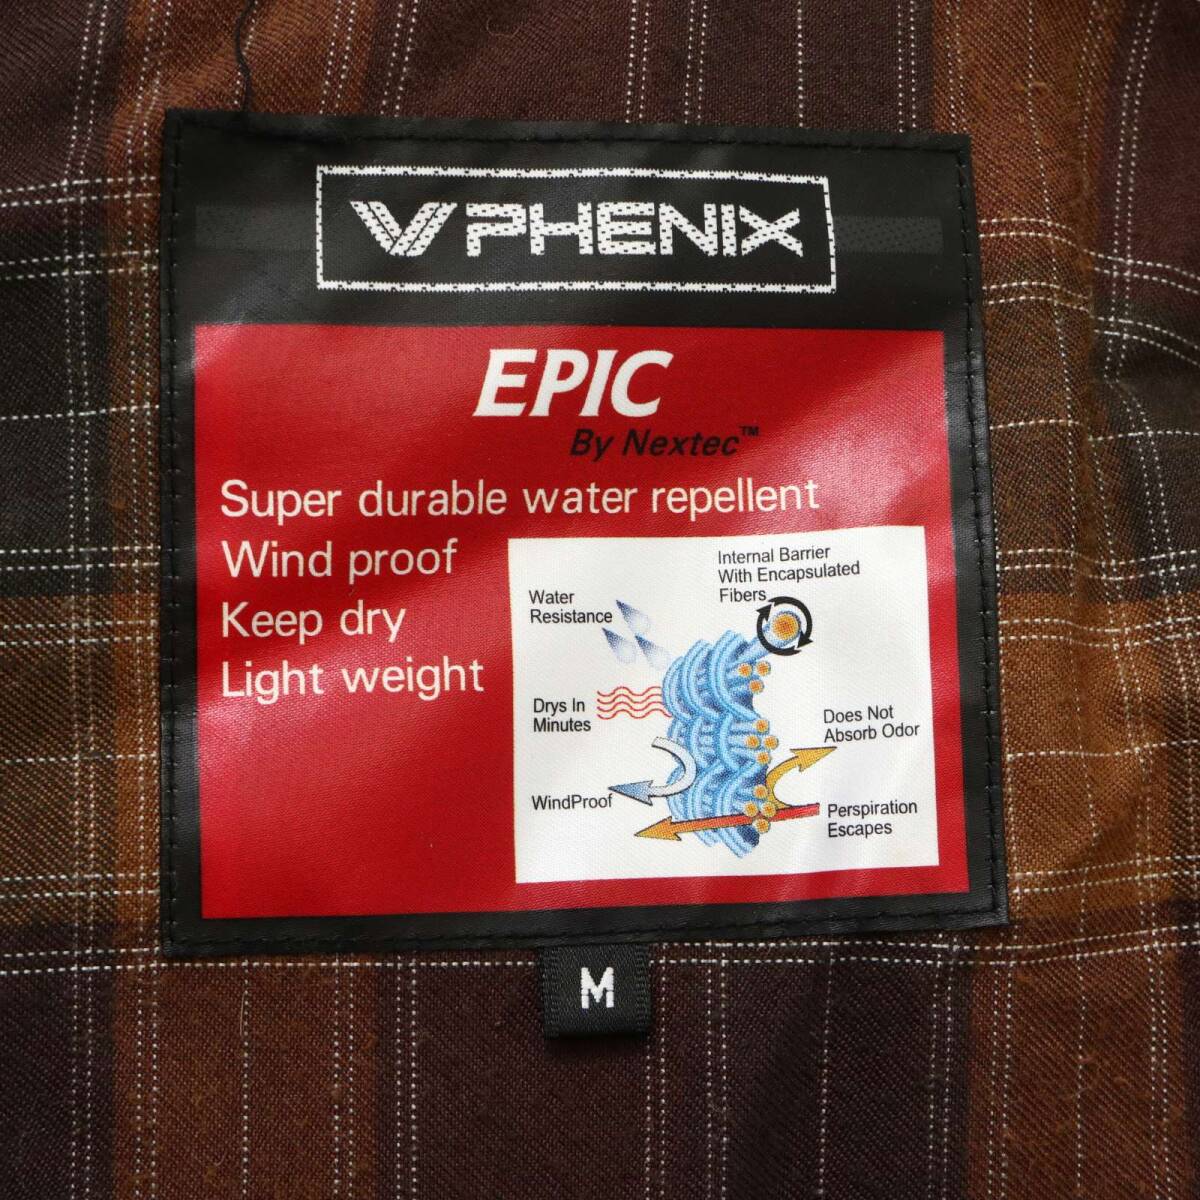 PHENIX
EPIC
By Nextec™
Super durable water repellent
Wind proof
Keep dry
Light weight
Internal Barrier
With Encapsulated
Fibers
Water
Resistance
Drys In
Minutes
Does Not
Absorb Odor
WindProof
Perspiration
Escapes
M